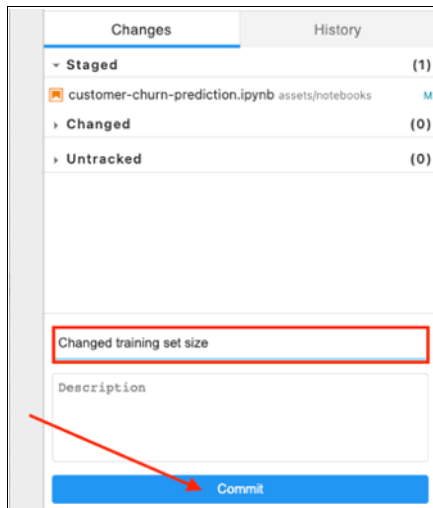 Changes History
Staged (1)
customer-churn-prediction.ipynb assets/notebooks M
Changed (0)
Untracked (0)
Changed training set size
Description
Commit